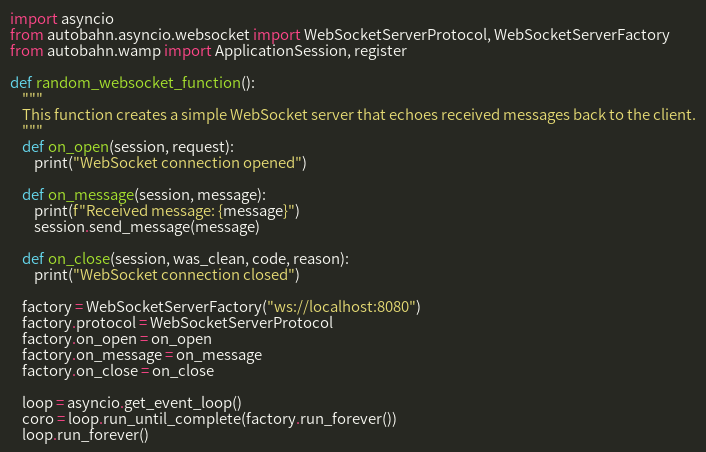 import asyncio
from autobahn.asyncio.websocket import WebSocketServerProtocol, WebSocketServerFactory
from autobahn.wamp import ApplicationSession, register

def random_websocket_function():
    """
    This function creates a simple WebSocket server that echoes received messages back to the client.
    """
    def on_open(session, request):
        print("WebSocket connection opened")

    def on_message(session, message):
        print(f"Received message: {message}")
        session.send_message(message)

    def on_close(session, was_clean, code, reason):
        print("WebSocket connection closed")

    factory = WebSocketServerFactory("ws://localhost:8080")
    factory.protocol = WebSocketServerProtocol
    factory.on_open = on_open
    factory.on_message = on_message
    factory.on_close = on_close

    loop = asyncio.get_event_loop()
    coro = loop.run_until_complete(factory.run_forever())
    loop.run_forever()